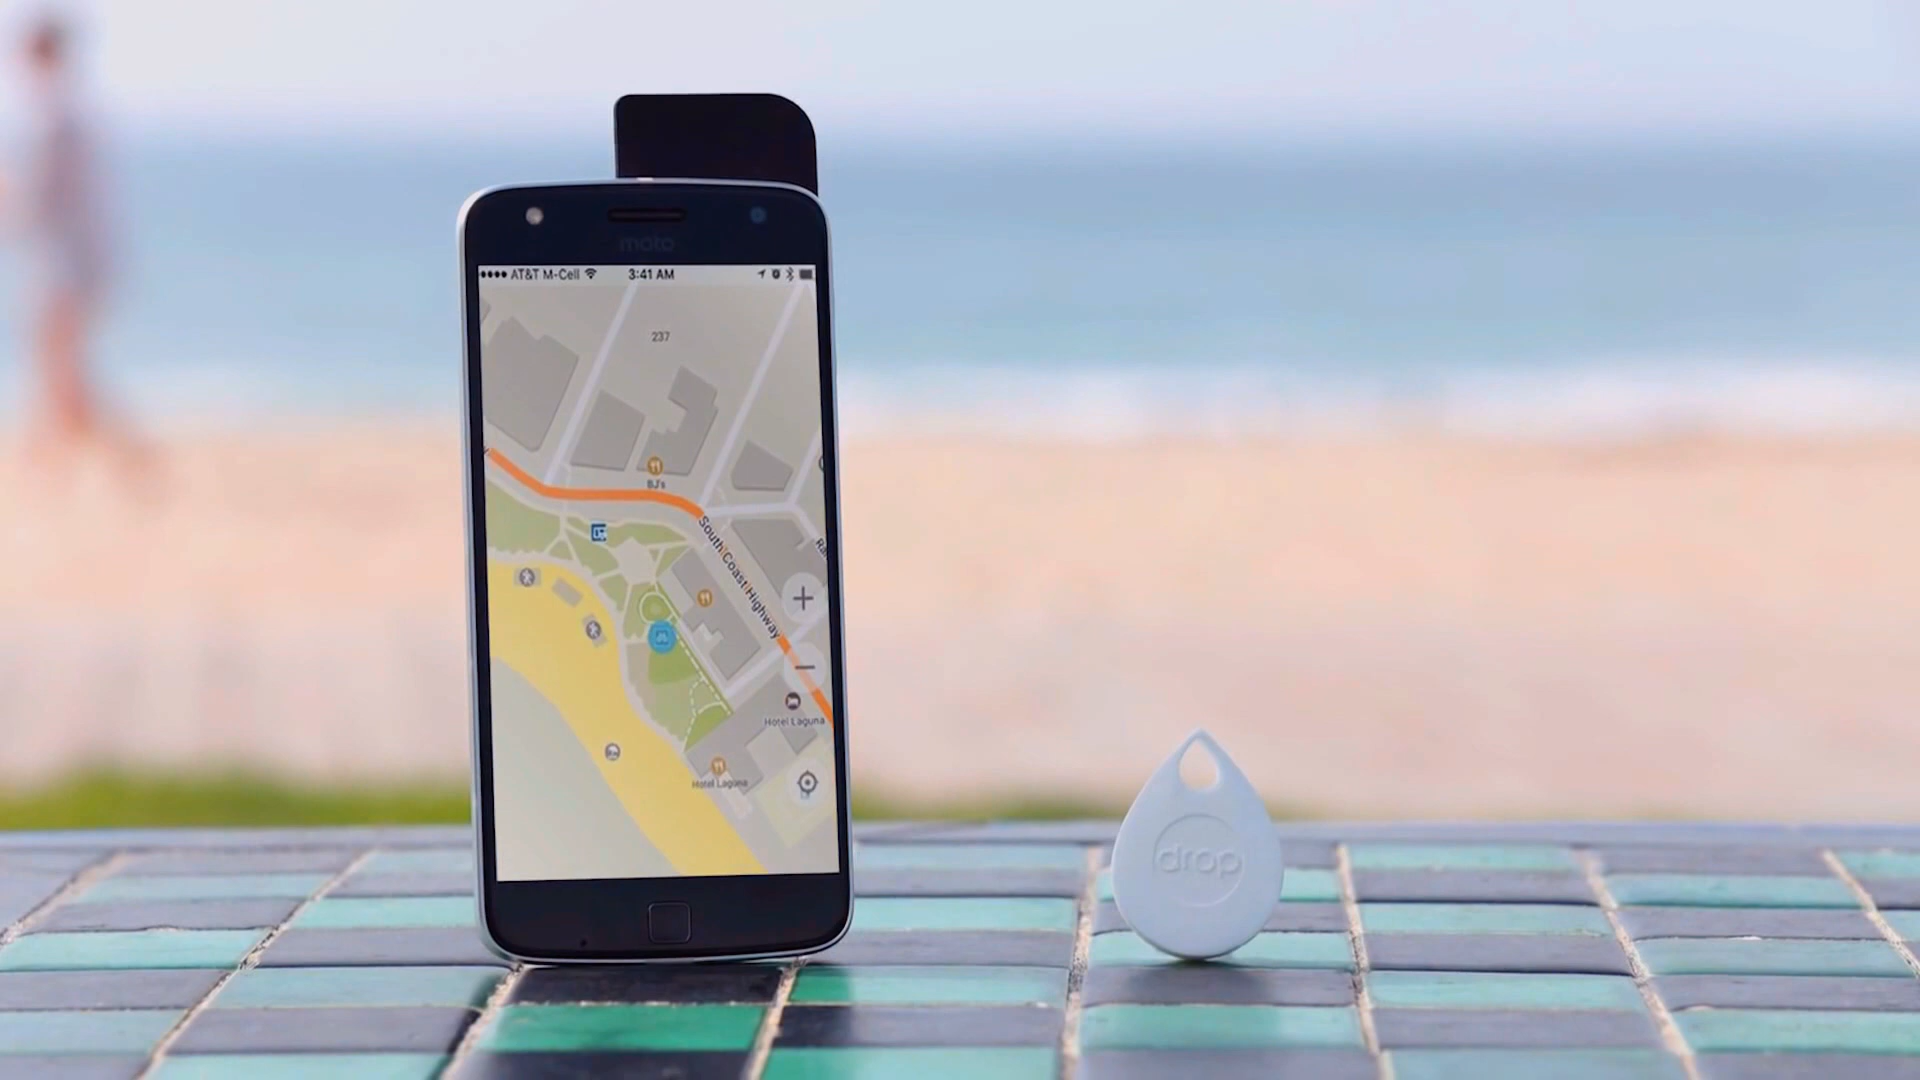 moto
AT&T M-Cell
3:41 AM
237
BJ's
South Coast Highway
Hotel Laguna
Hotel Laguna
drop